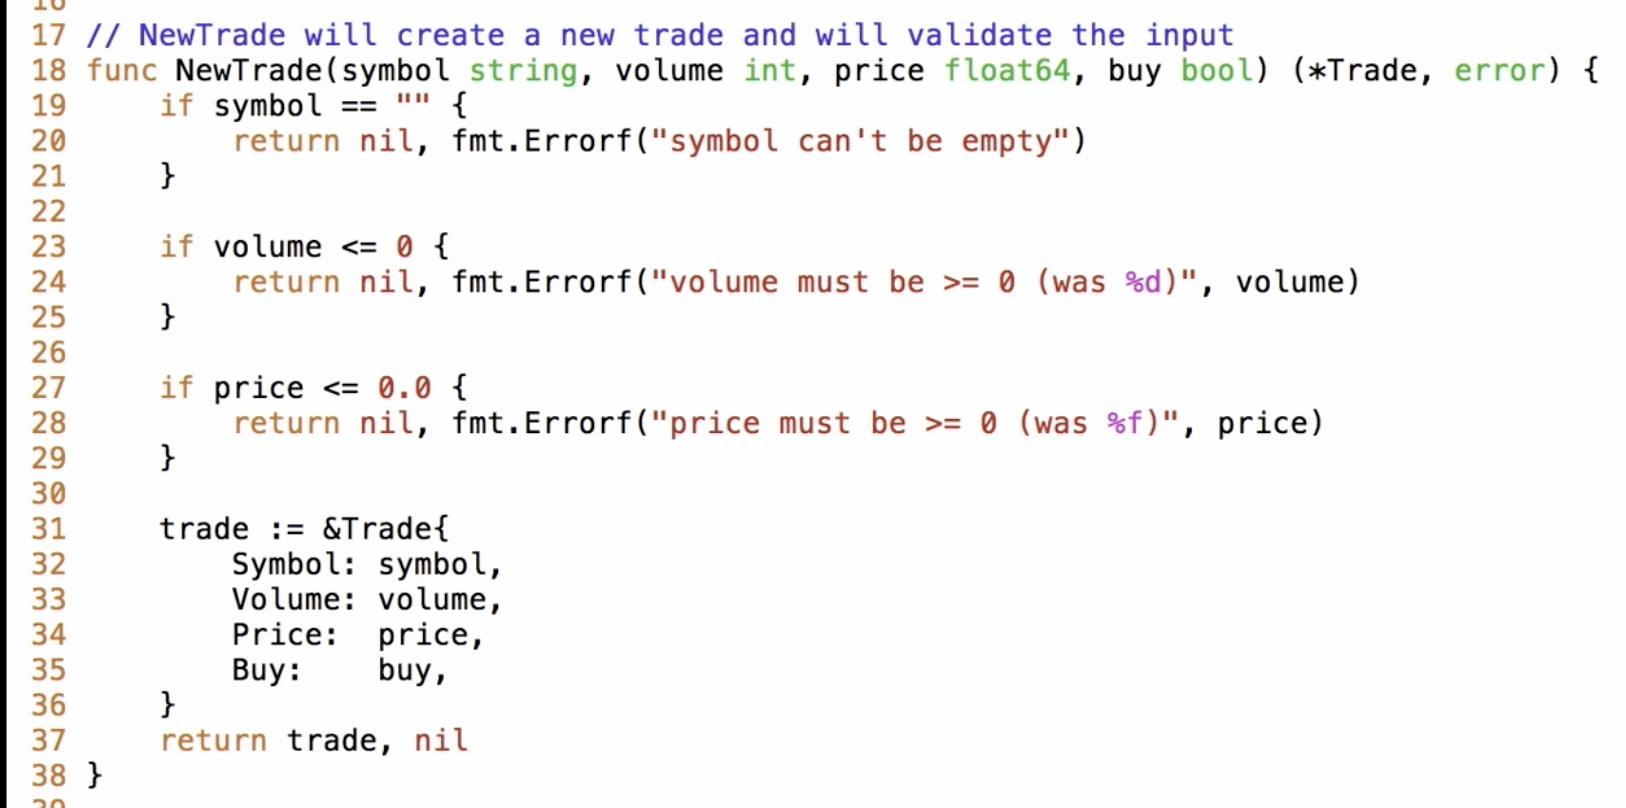 16
17 // NewTrade will create a new trade and will validate the input
18 func NewTrade(symbol string, volume int, price float64, buy bool) (*Trade, error) {
19     if symbol == "" {
20         return nil, fmt.Errorf("symbol can't be empty")
21     }
22
23     if volume <= 0 {
24         return nil, fmt.Errorf("volume must be >= 0 (was %d)", volume)
25     }
26
27     if price <= 0.0 {
28         return nil, fmt.Errorf("price must be >= 0 (was %f)", price)
29     }
30
31     trade := &Trade{
32         Symbol: symbol,
33         Volume: volume,
34         Price:  price,
35         Buy:    buy,
36     }
37     return trade, nil
38 }
39